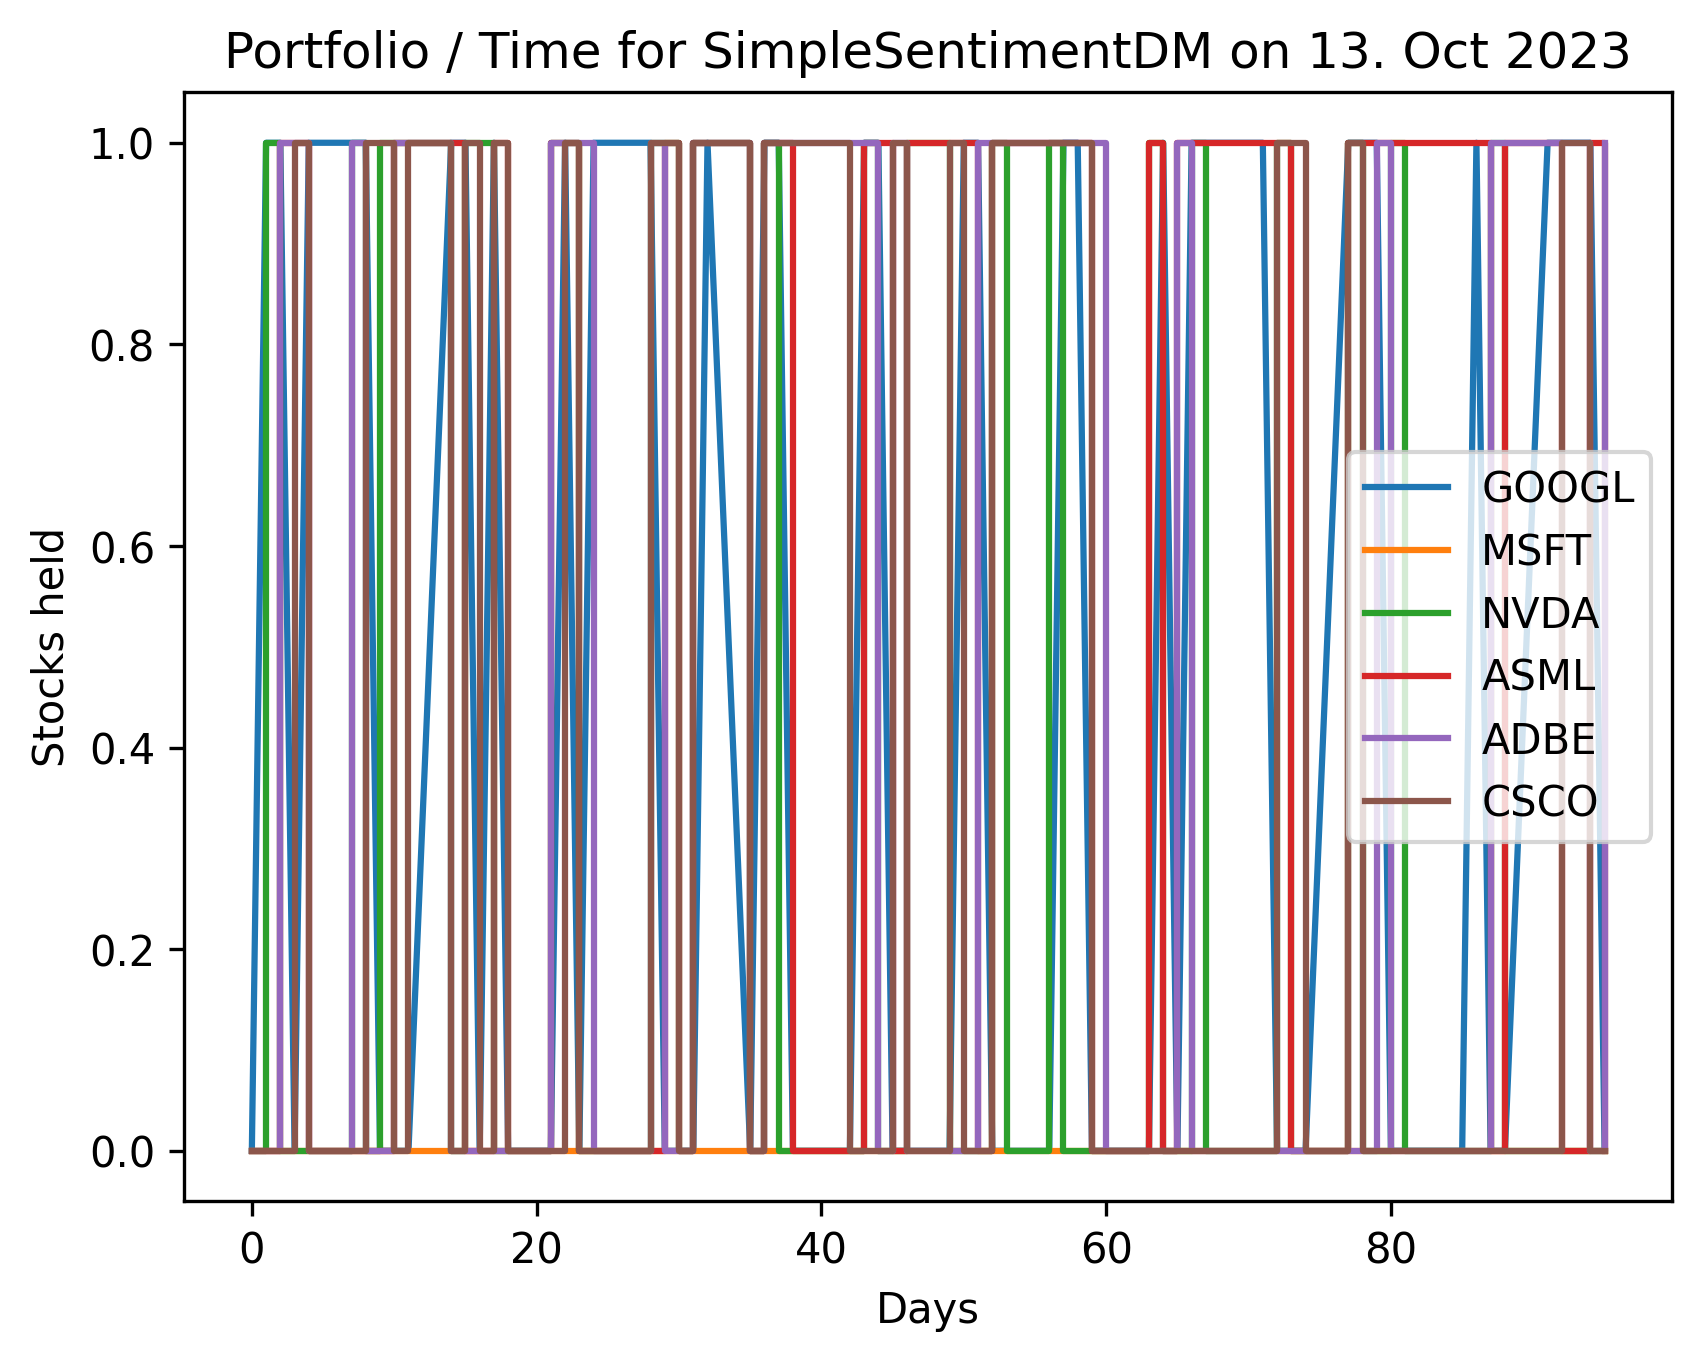 Portfolio / Time for SimpleSentimentDM on 13. Oct 2023
1.0
0.8
0.6
0.4
0.2
0.0
Stocks held
GOOGL
MSFT
NVDA
ASML
ADBE
CSCO
0
20
40
60
80
Days